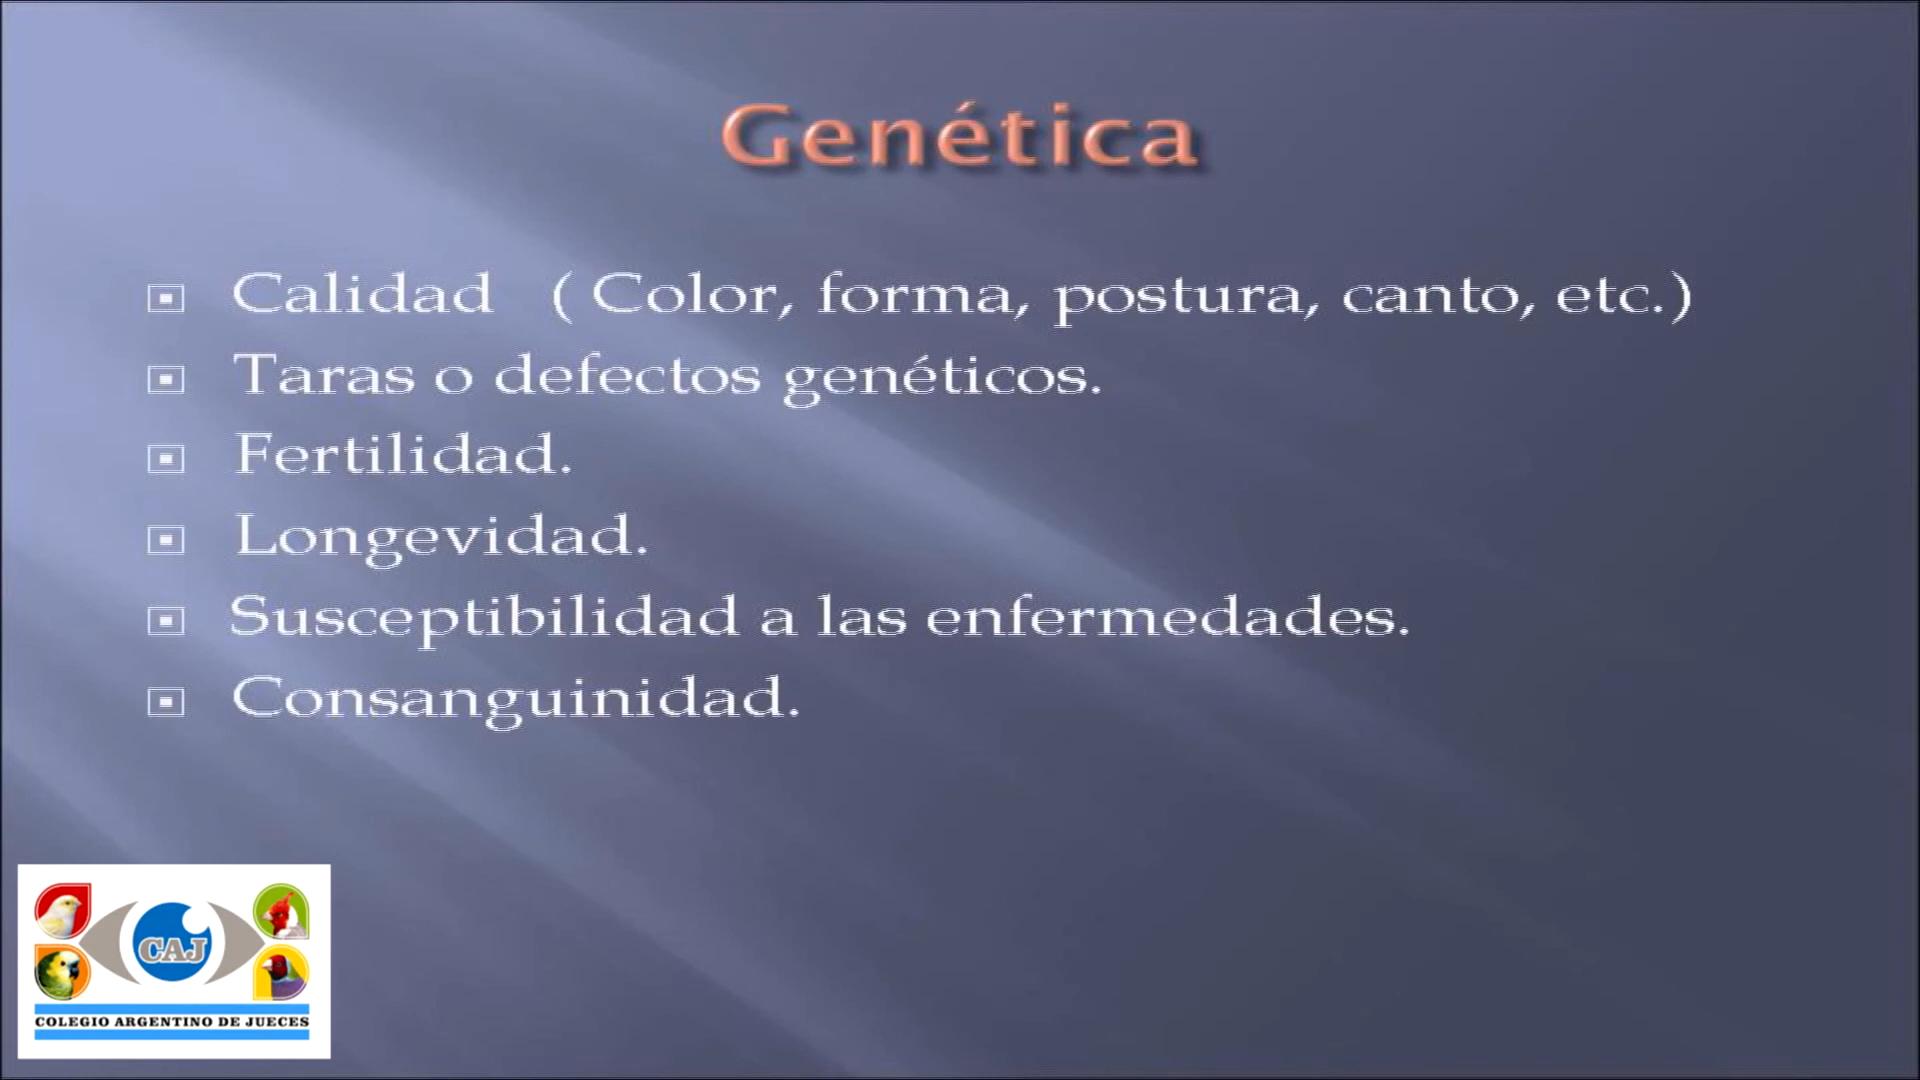 Genética
Calidad ( Color, forma, postura, canto, etc.)
Taras o defectos genéticos.
Fertilidad.
Longevidad.
Susceptibilidad a las enfermedades.
Consanguinidad.
CAJ
COLEGIO ARGENTINO DE JUECES